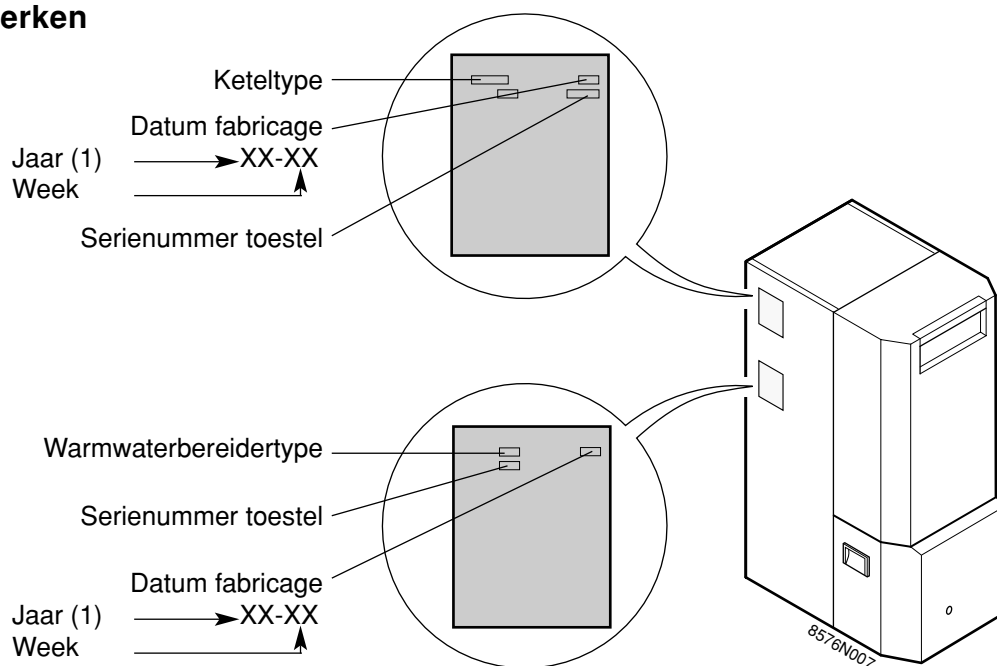 erken
Keteltype
Datum fabricage
Jaar (1) XX-XX
Week
Serienummer toestel
Warmwaterbereidertype
Serienummer toestel
Datum fabricage
Jaar (1) XX-XX
Week
8576N007